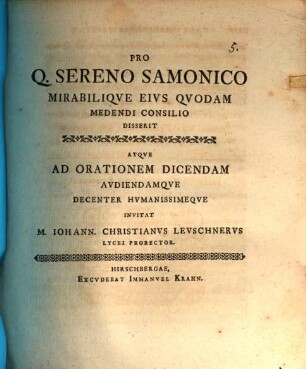 5.
PRO
Q. SERENO SAMONICO
MIRABILIQVE EIVS QVODAM
MEDENDI CONSILIO
DISSERIT
ATQVE
AD ORATIONEM DICENDAM
AVDIENDAMQVE
DECENTER HVMANISSIMEQVE
INVITAT
M. IOHANN. CHRISTIANVS LEVSCHNERVS
LYCEI PRORECTOR.
HIRSCHBERGAE,
EXCVDEBAT IMMANVEL KRAHN.